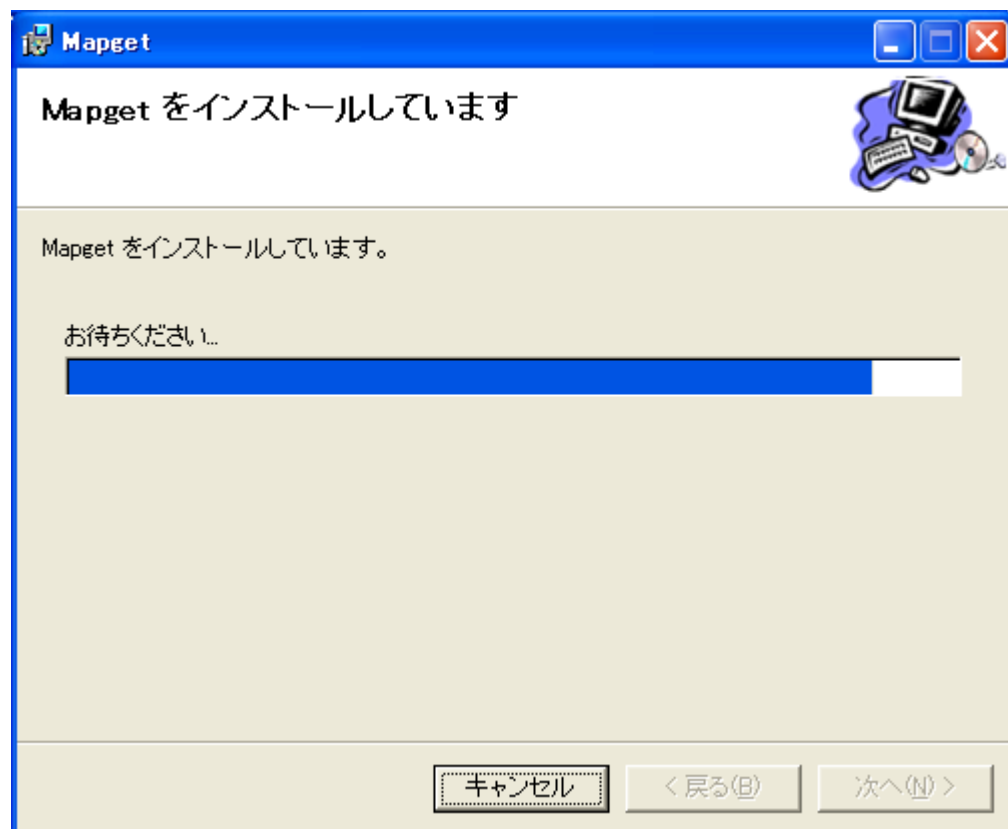 Mapget
Mapget をインストールしています
Mapget をインストールしています。
お待ちください...
キャンセル
< 戻る(B)
次へ(N) >